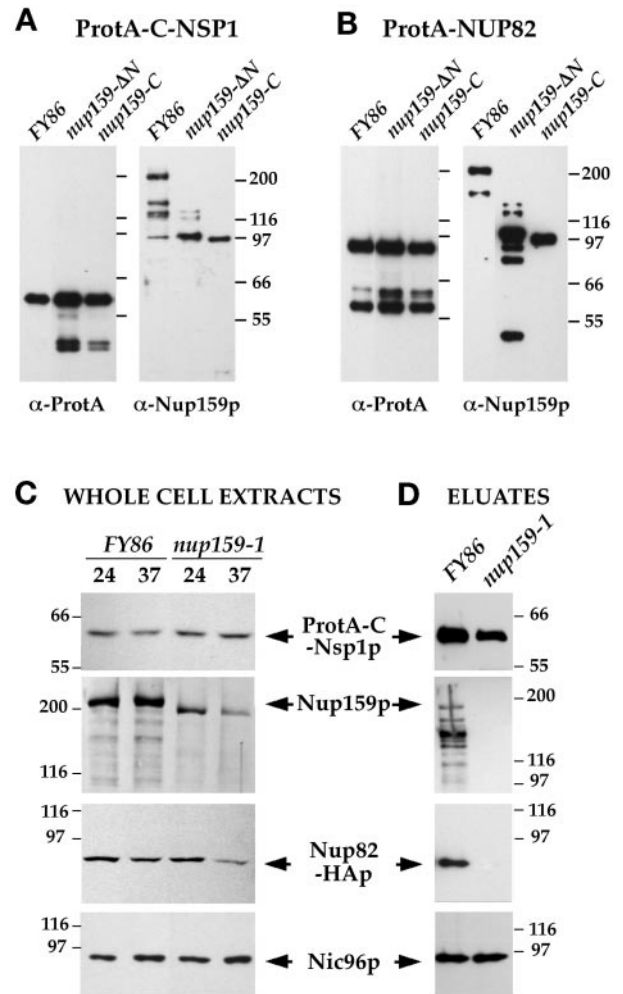 A
ProtA-C-NSP1
FY86
nup159-ΔN
nup159-C
FY86
nup159-ΔN
nup159-C
200
116
97
66
55
α-ProtA
α-Nup159p
B
ProtA-NUP82
FY86
nup159-ΔN
nup159-C
FY86
nup159-ΔN
nup159-C
200
116
97
66
55
α-ProtA
α-Nup159p
C WHOLE CELL EXTRACTS
FY86 nup159-1
24 37 24 37
66
55
200
116
116
97
116
97
ProtA-C
-Nsp1p
Nup159p
Nup82
-HAp
Nic96p
D ELUATES
FY86
nup159-1
66
55
200
116
97
116
97
116
97